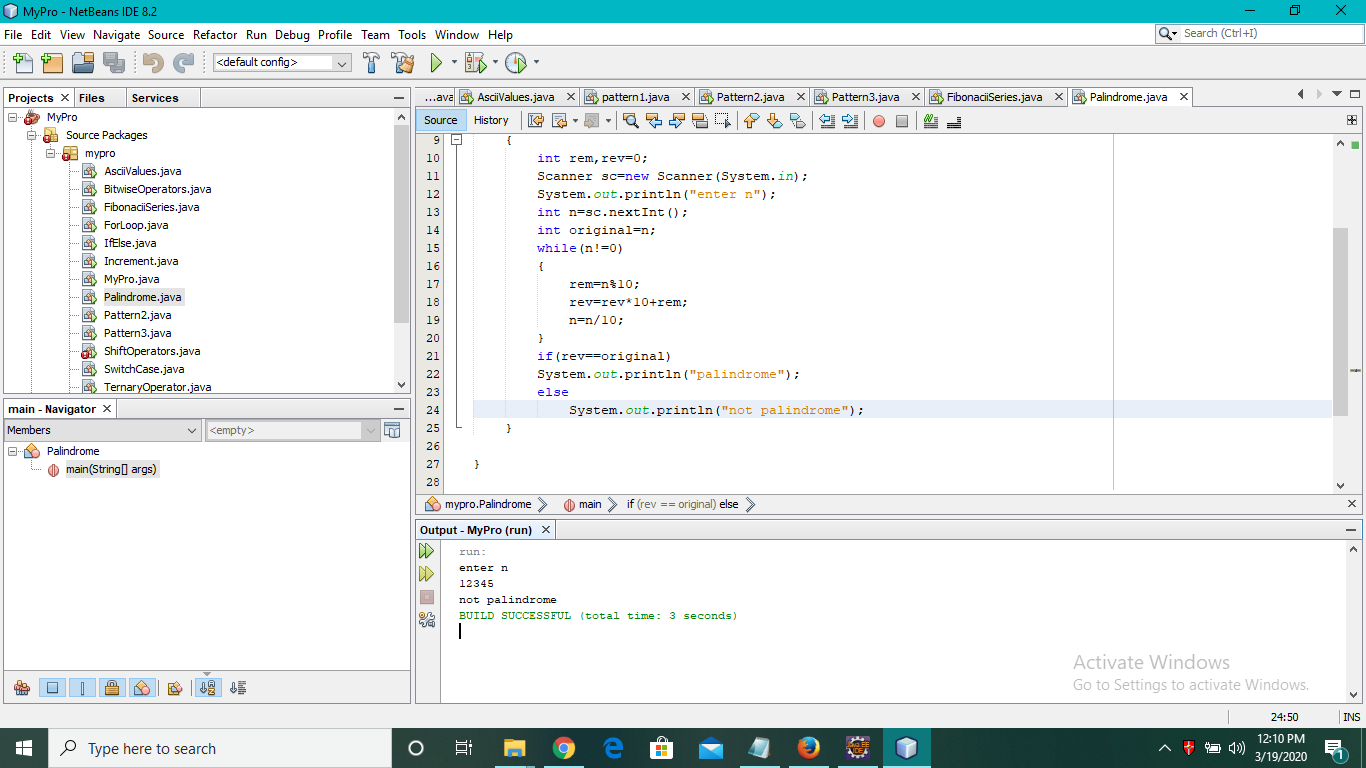 MyPro - NetBeans IDE 8.2
File Edit View Navigate Source Refactor Run Debug Profile Team Tools Window Help
Search (Ctrl+I)
<default config>
Projects Files Services
MyPro
Source Packages
mypro
AsciiValues.java
BitwiseOperators.java
FibonaciiSeries.java
ForLoop.java
IfElse.java
Increment.java
MyPro.java
Palindrome.java
Pattern2.java
Pattern3.java
ShiftOperators.java
SwitchCase.java
TernaryOperator.java
main - Navigator
Members <empty>
Palindrome
main(String[] args)
...ava AsciiValues.java pattern1.java Pattern2.java Pattern3.java FibonaciiSeries.java Palindrome.java
Source History
9 {
10 int rem,rev=0;
11 Scanner sc=new Scanner(System.in);
12 System.out.println("enter n");
13 int n=sc.nextInt();
14 int original=n;
15 while(n!=0)
16 {
17 rem=n%10;
18 rev=rev*10+rem;
19 n=n/10;
20 }
21 if(rev==original)
22 System.out.println("palindrome");
23 else
24 System.out.println("not palindrome");
25 }
26
27 }
28
mypro.Palindrome main if (rev == original) else
Output - MyPro (run)
run:
enter n
12345
not palindrome
BUILD SUCCESSFUL (total time: 3 seconds)
Activate Windows
Go to Settings to activate Windows.
24:50 INS
Type here to search
12:10 PM
3/19/2020
1